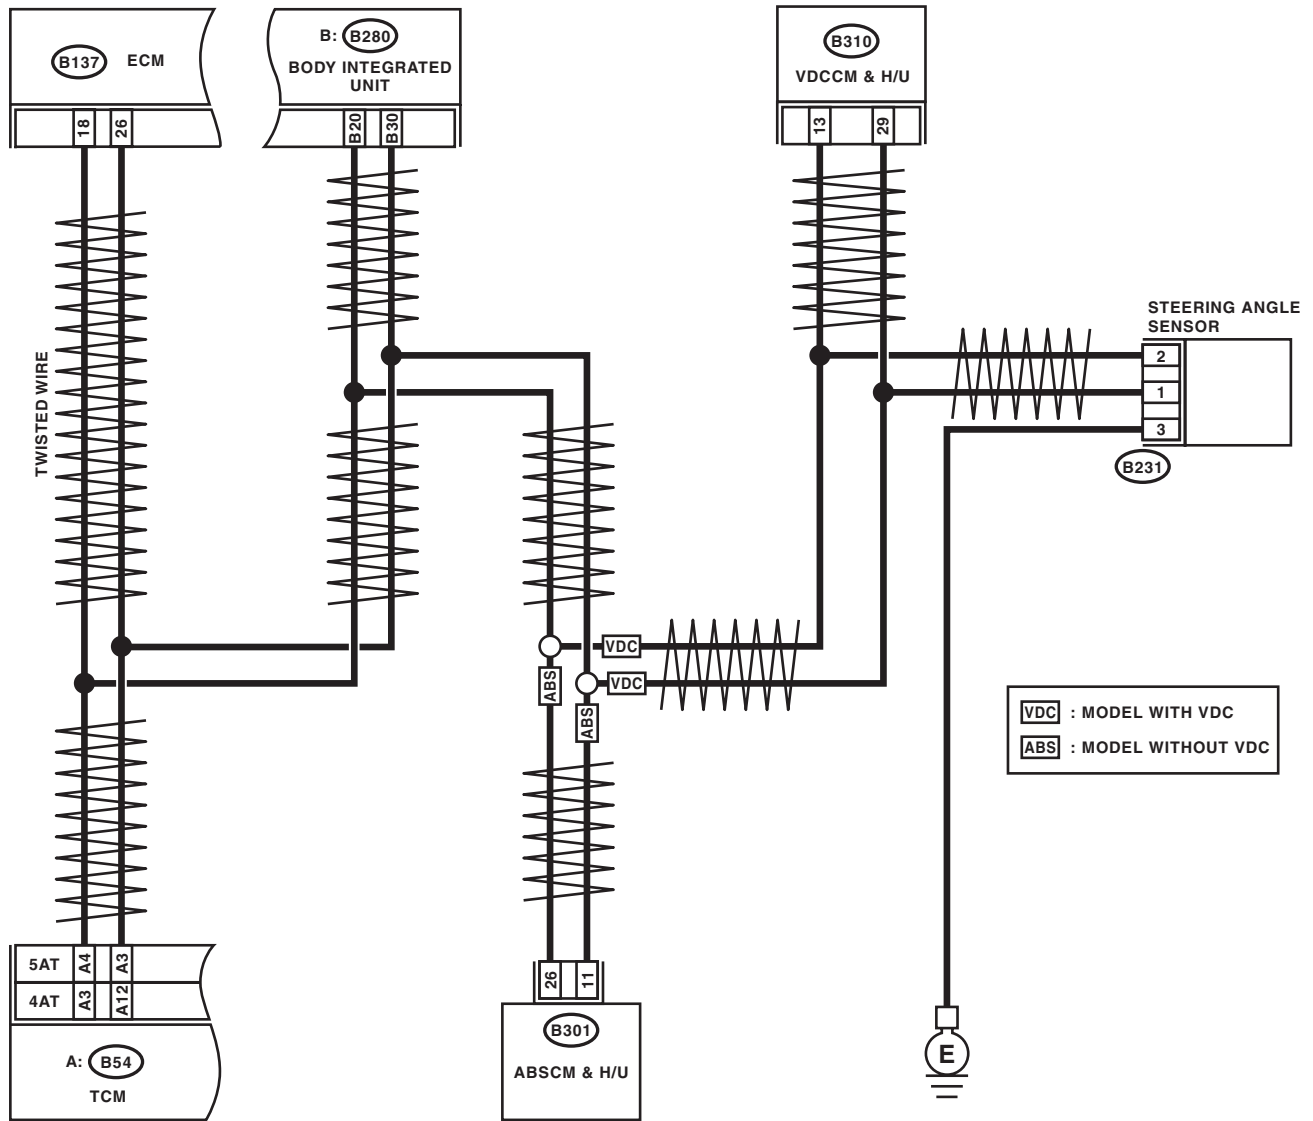 B137 ECM
18
26
B: B280
BODY INTEGRATED
UNIT
B20
B30
B310
VDCCM & H/U
13
29
STEERING ANGLE
SENSOR
2
1
3
B231
TWISTED WIRE
VDC
VDC
ABS
ABS
VDC : MODEL WITH VDC
ABS : MODEL WITHOUT VDC
5AT A4 A3
4AT A3 A12
A: B54
TCM
26
11
B301
ABSCM & H/U
E